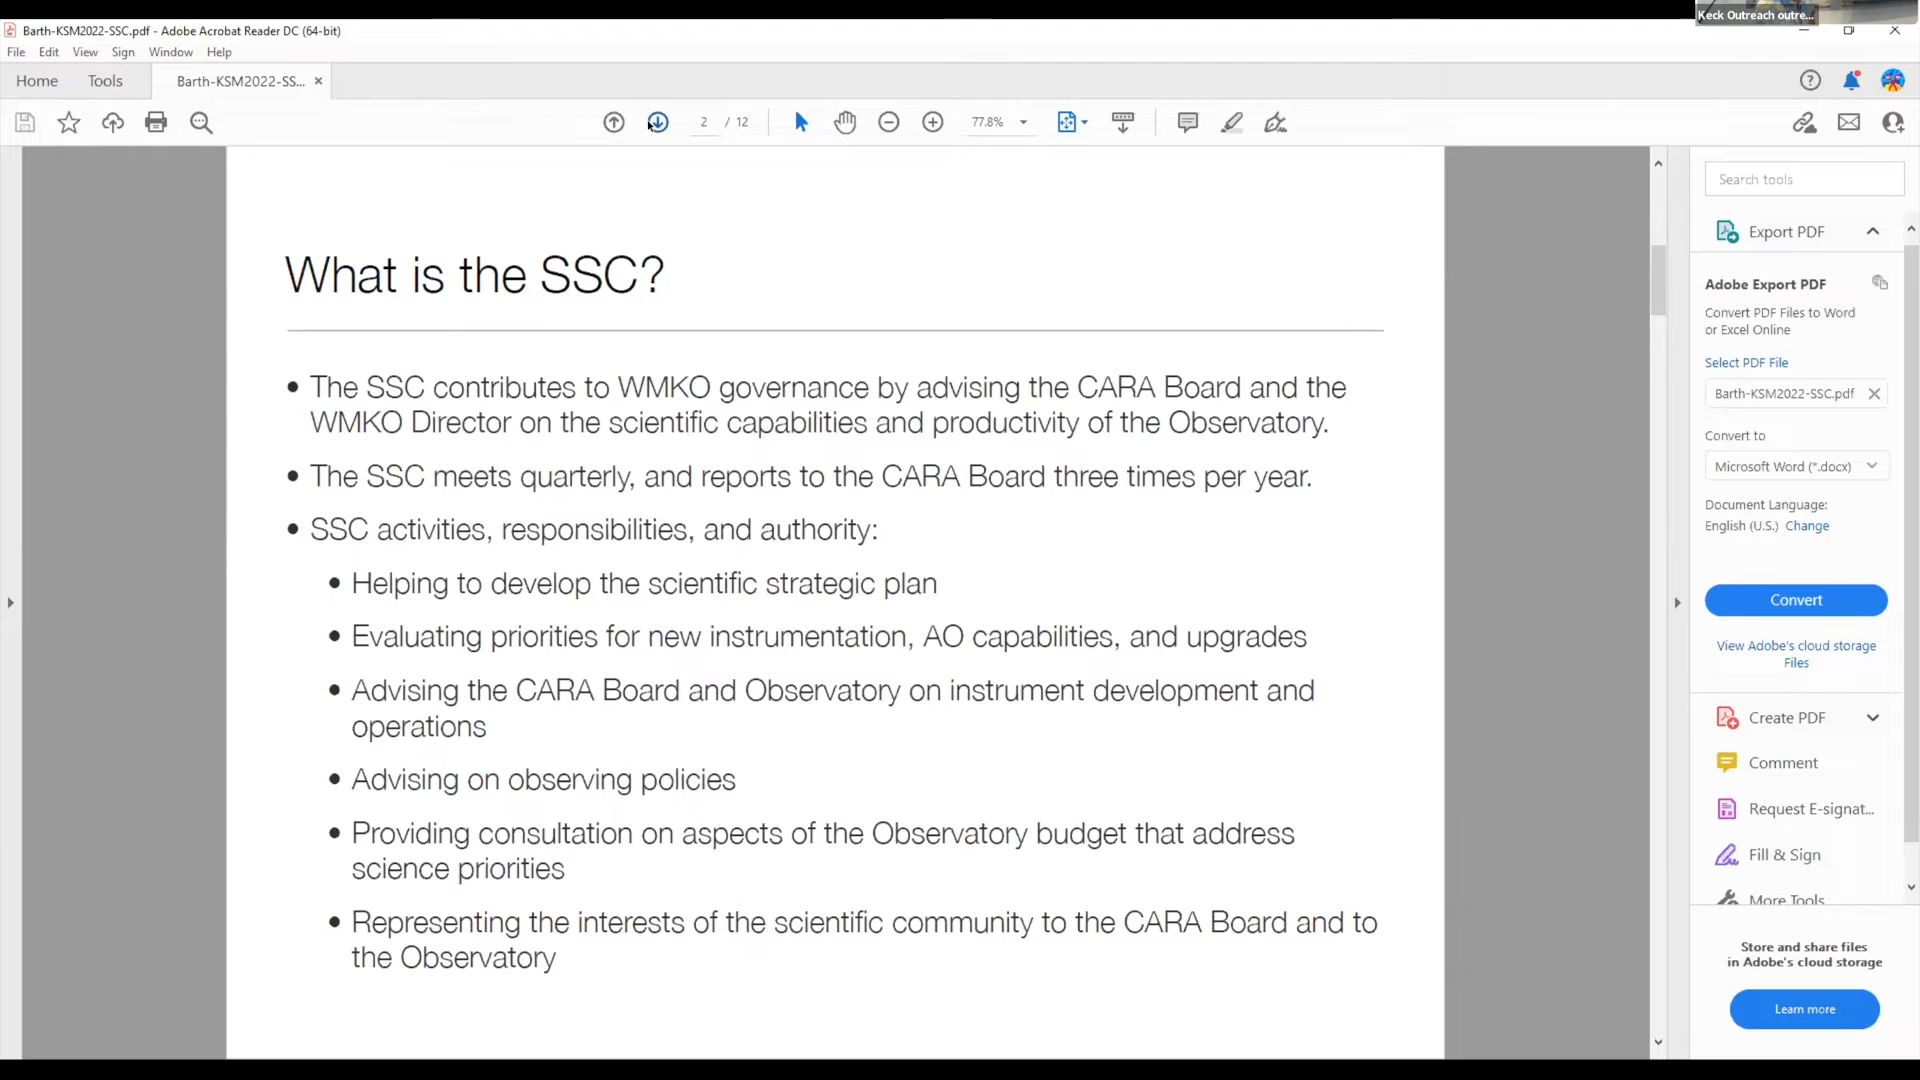 Keck Outreach outre...
Barth-KSM2022-SSC.pdf - Adobe Acrobat Reader DC (64-bit)
File Edit View Sign Window Help
Home Tools Barth-KSM2022-SS... ×
2 / 12 77.8%
What is the SSC?
• The SSC contributes to WMKO governance by advising the CARA Board and the
WMKO Director on the scientific capabilities and productivity of the Observatory.
• The SSC meets quarterly, and reports to the CARA Board three times per year.
• SSC activities, responsibilities, and authority:
• Helping to develop the scientific strategic plan
• Evaluating priorities for new instrumentation, AO capabilities, and upgrades
• Advising the CARA Board and Observatory on instrument development and
operations
• Advising on observing policies
• Providing consultation on aspects of the Observatory budget that address
science priorities
• Representing the interests of the scientific community to the CARA Board and to
the Observatory
Search tools
Export PDF
Adobe Export PDF
Convert PDF Files to Word
or Excel Online
Select PDF File
Barth-KSM2022-SSC.pdf
Convert to
Microsoft Word (*.docx)
Document Language:
English (U.S.) Change
Convert
View Adobe's cloud storage
Files
Create PDF
Comment
Request E-signat...
Fill & Sign
More Tools
Store and share files
in Adobe's cloud storage
Learn more